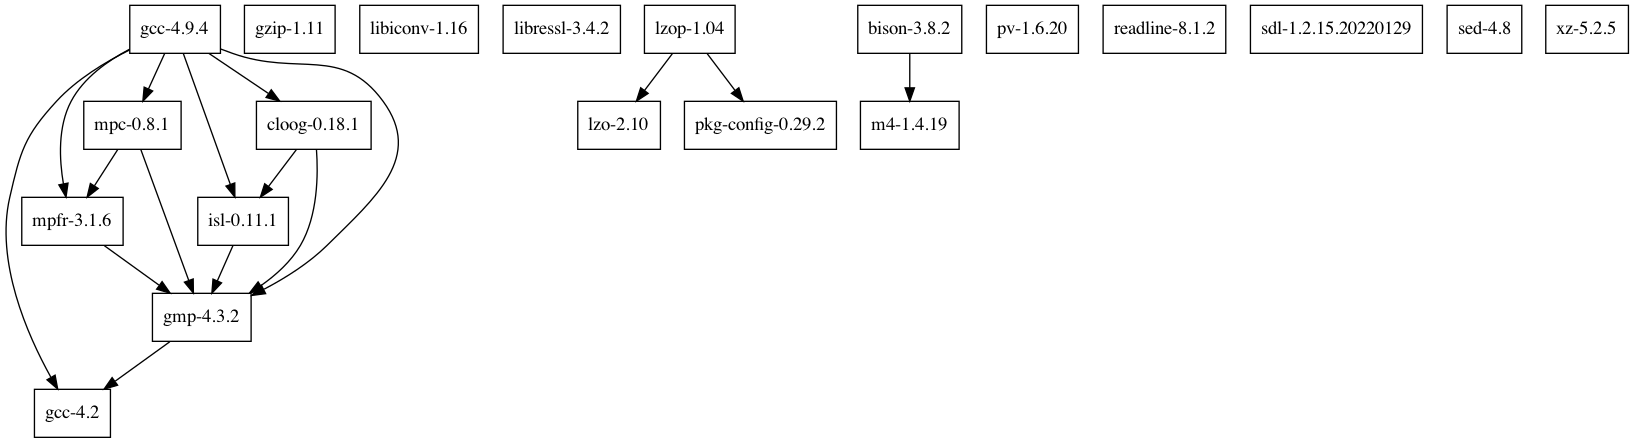 gcc-4.9.4
gzip-1.11
libiconv-1.16
libressl-3.4.2
lzop-1.04
bison-3.8.2
pv-1.6.20
readline-8.1.2
sdl-1.2.15.20220129
sed-4.8
xz-5.2.5
mpc-0.8.1
cloog-0.18.1
lzo-2.10
pkg-config-0.29.2
m4-1.4.19
mpfr-3.1.6
isl-0.11.1
gmp-4.3.2
gcc-4.2